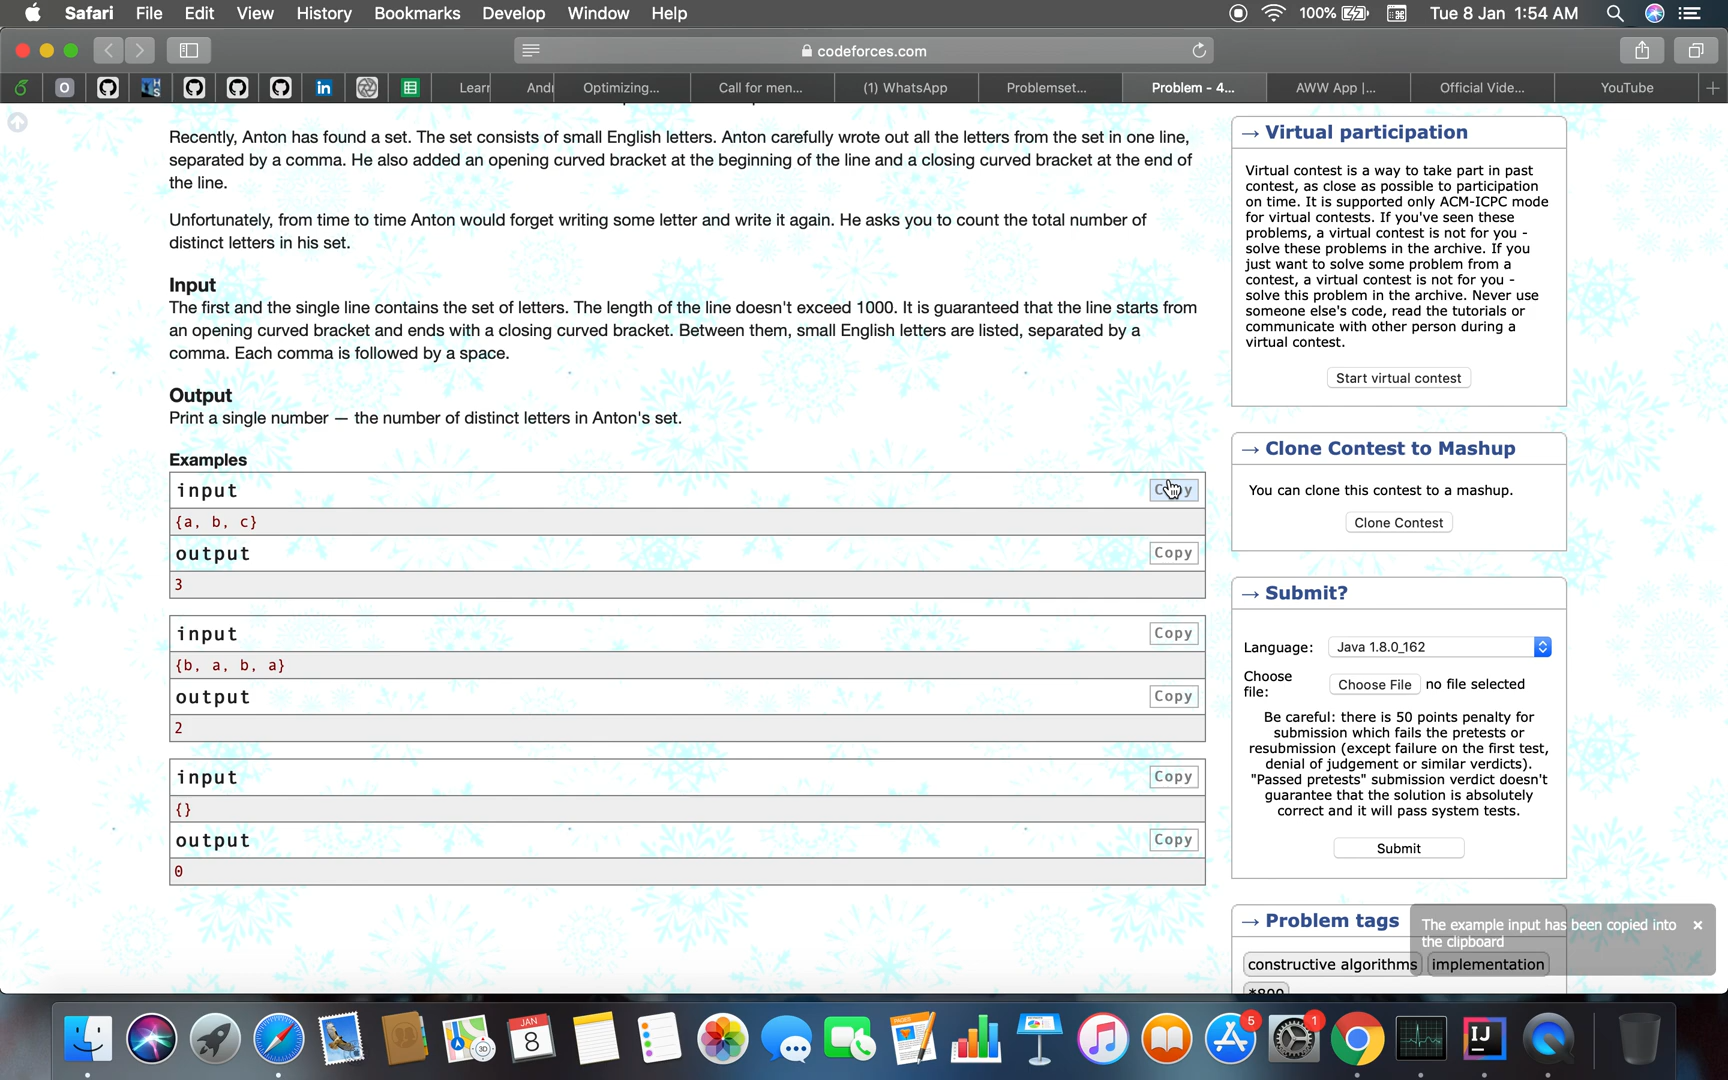 Safari File Edit View History Bookmarks Develop Window Help 100% Tue 8 Jan 1:54 AM
codeforces.com
Learr Andı Optimizing... Call for men... (1) WhatsApp Problemset... Problem - 4... AWW App |... Official Vide... YouTube
Recently, Anton has found a set. The set consists of small English letters. Anton carefully wrote out all the letters from the set in one line,
separated by a comma. He also added an opening curved bracket at the beginning of the line and a closing curved bracket at the end of
the line.
Unfortunately, from time to time Anton would forget writing some letter and write it again. He asks you to count the total number of
distinct letters in his set.
Input
The first and the single line contains the set of letters. The length of the line doesn't exceed 1000. It is guaranteed that the line starts from
an opening curved bracket and ends with a closing curved bracket. Between them, small English letters are listed, separated by a
comma. Each comma is followed by a space.
Output
Print a single number — the number of distinct letters in Anton's set.
Examples
input Copy
{a, b, c}
output Copy
3
input Copy
{b, a, b, a}
output Copy
2
input Copy
{}
output Copy
0
→ Virtual participation
Virtual contest is a way to take part in past
contest, as close as possible to participation
on time. It is supported only ACM-ICPC mode
for virtual contests. If you've seen these
problems, a virtual contest is not for you -
solve these problems in the archive. If you
just want to solve some problem from a
contest, a virtual contest is not for you -
solve this problem in the archive. Never use
someone else's code, read the tutorials or
communicate with other person during a
virtual contest.
Start virtual contest
→ Clone Contest to Mashup
You can clone this contest to a mashup.
Clone Contest
→ Submit?
Language: Java 1.8.0_162
Choose
file: Choose File no file selected
Be careful: there is 50 points penalty for
submission which fails the pretests or
resubmission (except failure on the first test,
denial of judgement or similar verdicts).
"Passed pretests" submission verdict doesn't
guarantee that the solution is absolutely
correct and it will pass system tests.
Submit
→ Problem tags
The example input has been copied into
the clipboard
×
constructive algorithms implementation
*800
JAN
8
3D
PAGES
5
1
IJ